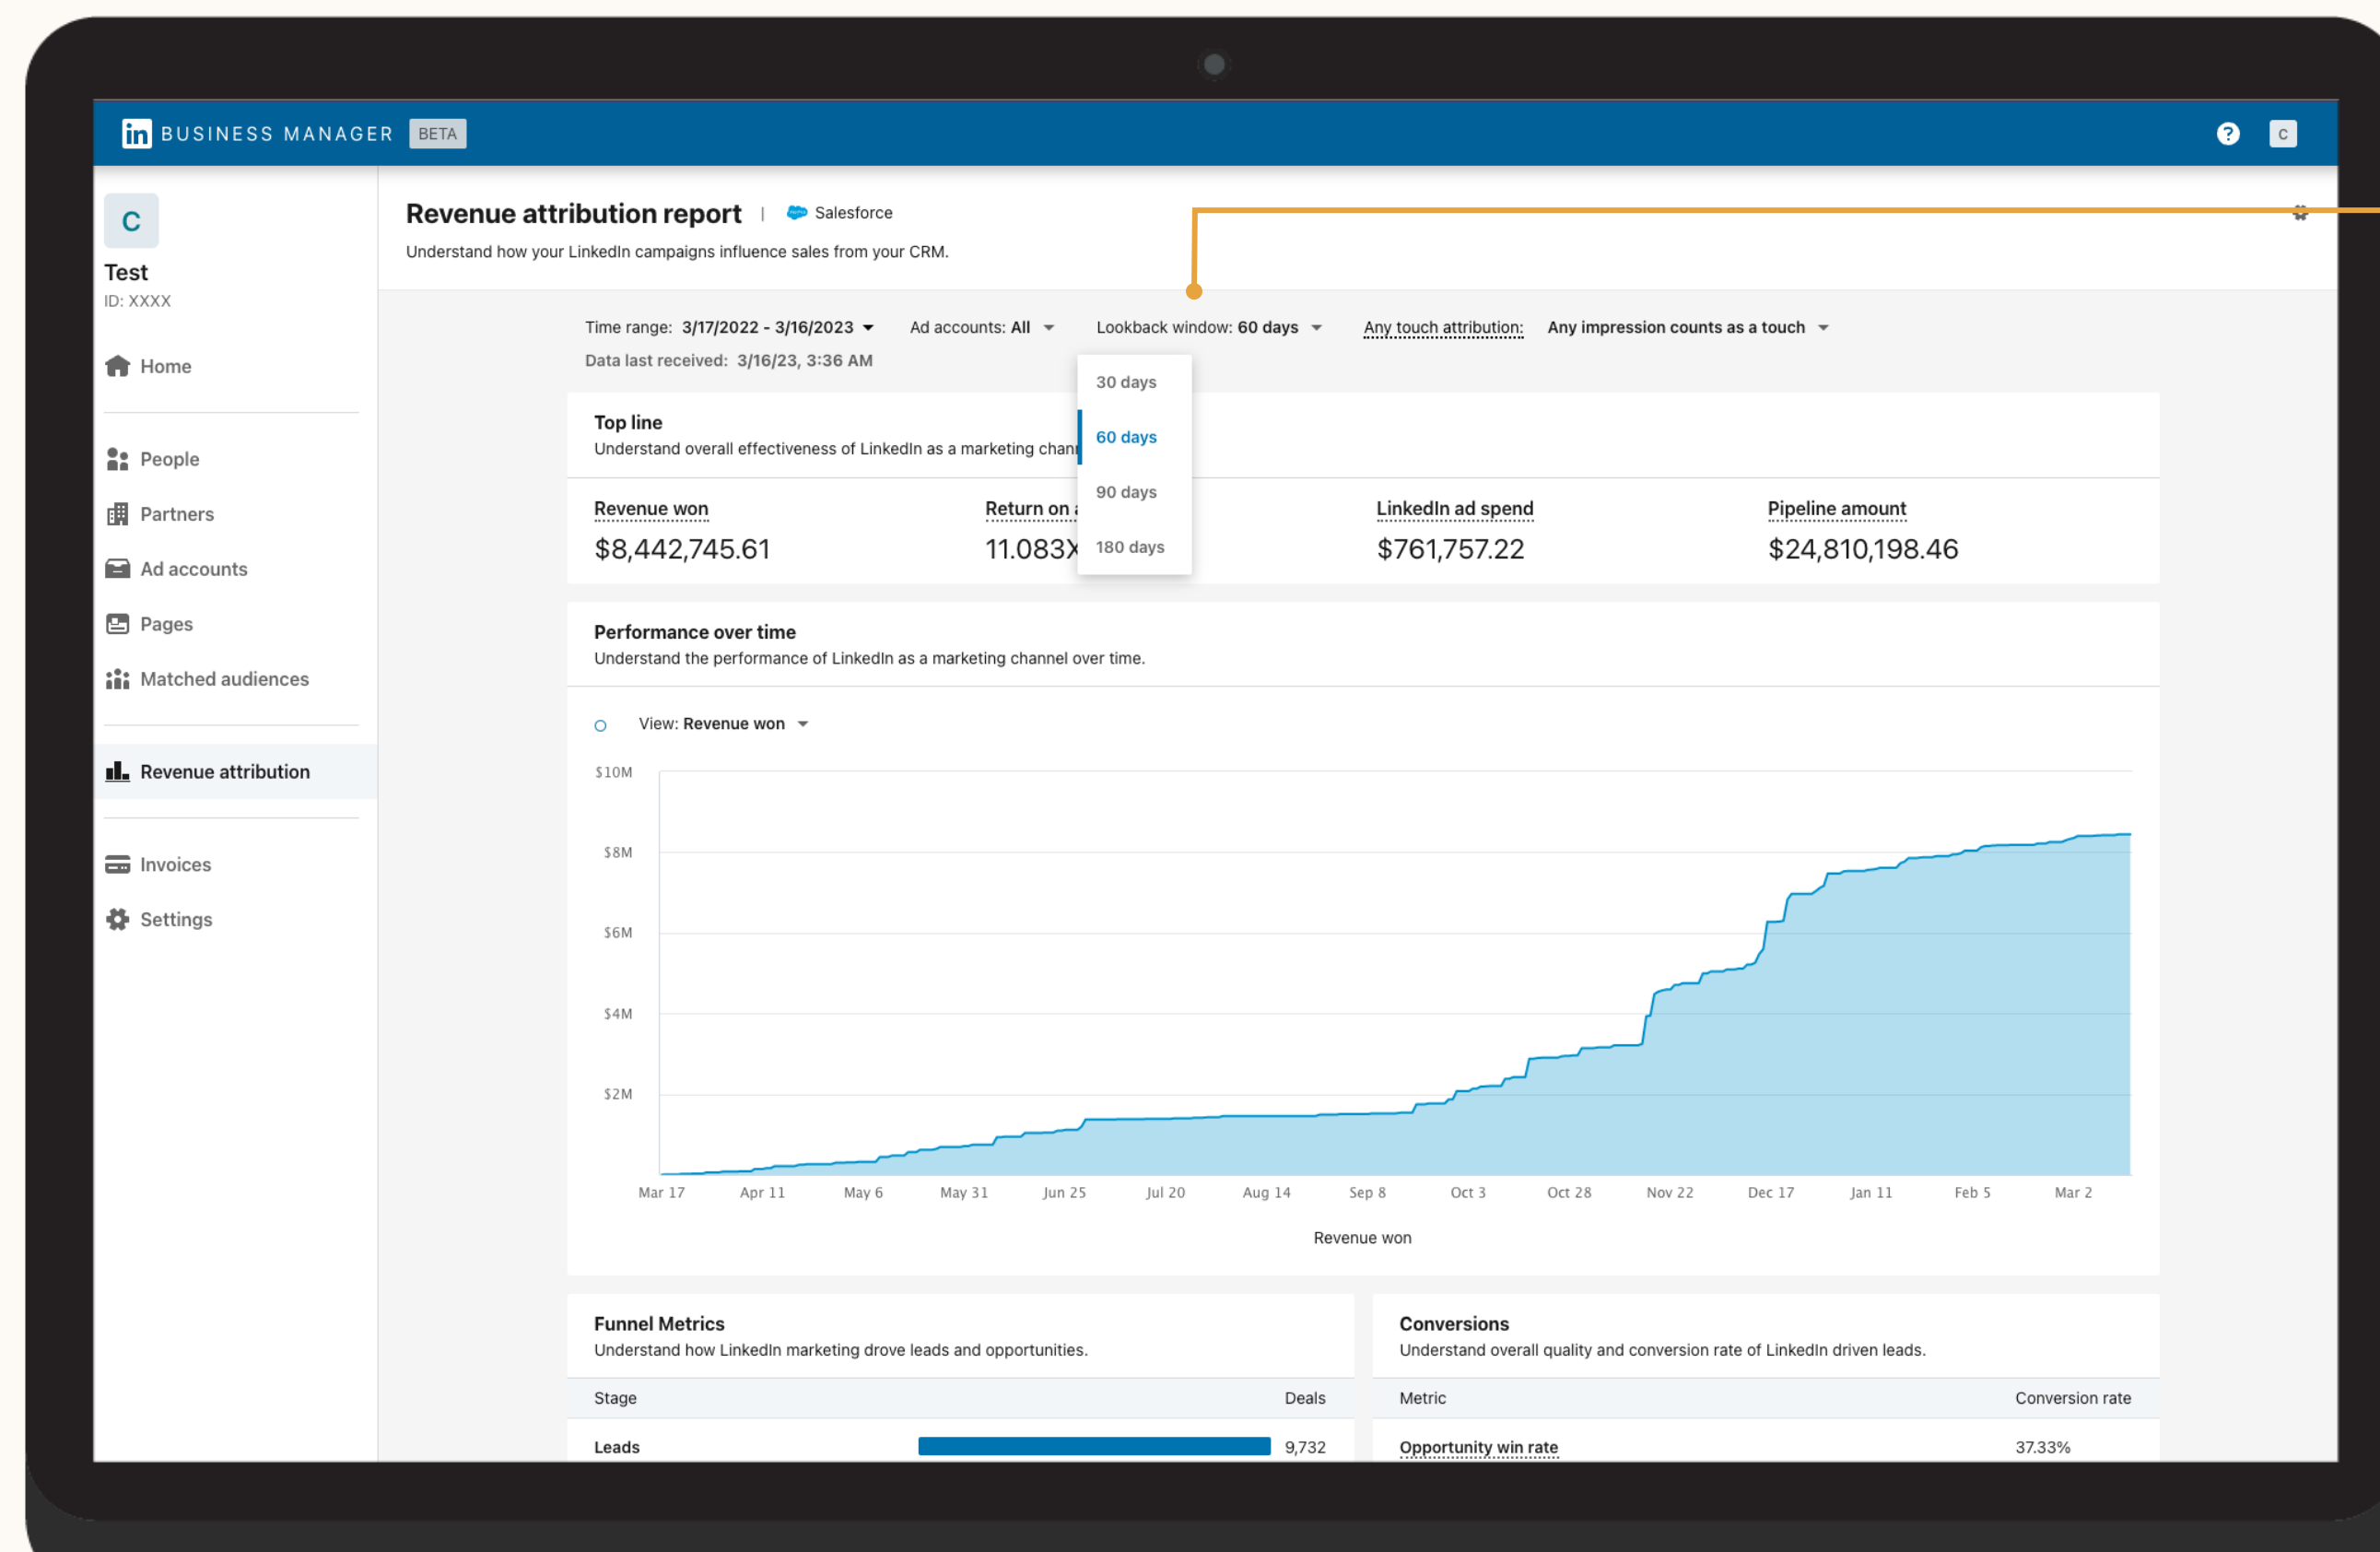 in BUSINESS MANAGER BETA
? C
C
Test
ID: XXXX
Home
People
Partners
Ad accounts
Pages
Matched audiences
Revenue attribution
Invoices
Settings
Revenue attribution report | Salesforce
Understand how your LinkedIn campaigns influence sales from your CRM.
Time range: 3/17/2022 - 3/16/2023 Ad accounts: All Lookback window: 60 days Any touch attribution: Any impression counts as a touch
Data last received: 3/16/23, 3:36 AM
30 days
60 days
90 days
180 days
Top line
Understand overall effectiveness of LinkedIn as a marketing
Revenue won Return on LinkedIn ad spend Pipeline amount
$8,442,745.61 11.083X $761,757.22 $24,810,198.46
Performance over time
Understand the performance of LinkedIn as a marketing channel over time.
View: Revenue won
$10M
$8M
$6M
$4M
$2M
Mar 17 Apr 11 May 6 May 31 Jun 25 Jul 20 Aug 14 Sep 8 Oct 3 Oct 28 Nov 22 Dec 17 Jan 11 Feb 5 Mar 2
Revenue won
Funnel Metrics
Understand how LinkedIn marketing drove leads and opportunities.
Stage Deals
Leads 9,732
Conversions
Understand overall quality and conversion rate of LinkedIn driven leads.
Metric Conversion rate
Opportunity win rate 37.33%